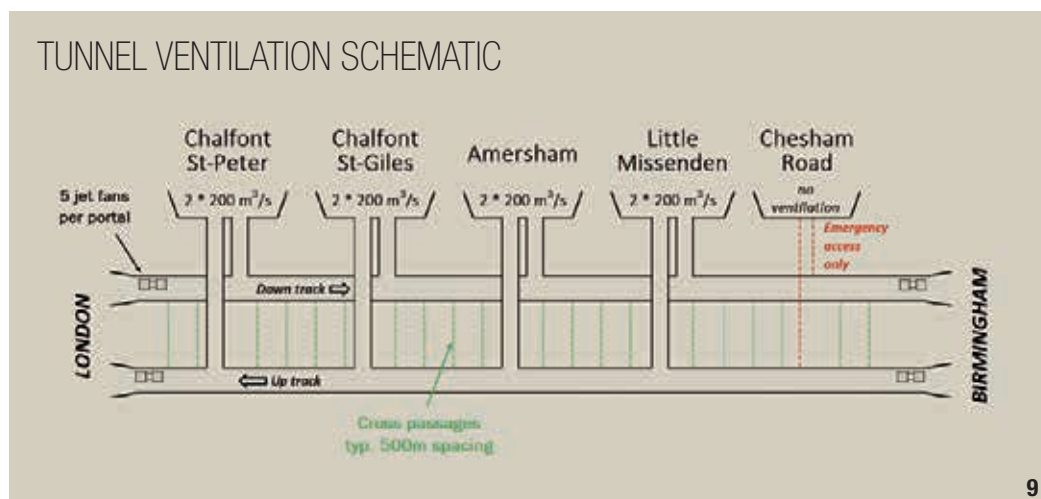 TUNNEL VENTILATION SCHEMATIC
Chalfont
St-Peter
Chalfont
St-Giles
Amersham
Little
Missenden
Chesham
Road
5 jet fans
per portal
2 * 200 m³/s
2 * 200 m³/s
2 * 200 m³/s
2 * 200 m³/s
no
ventilation
Emergency
access
only
Down track
LONDON
BIRMINGHAM
Up track
Cross passages
typ. 500m spacing
9